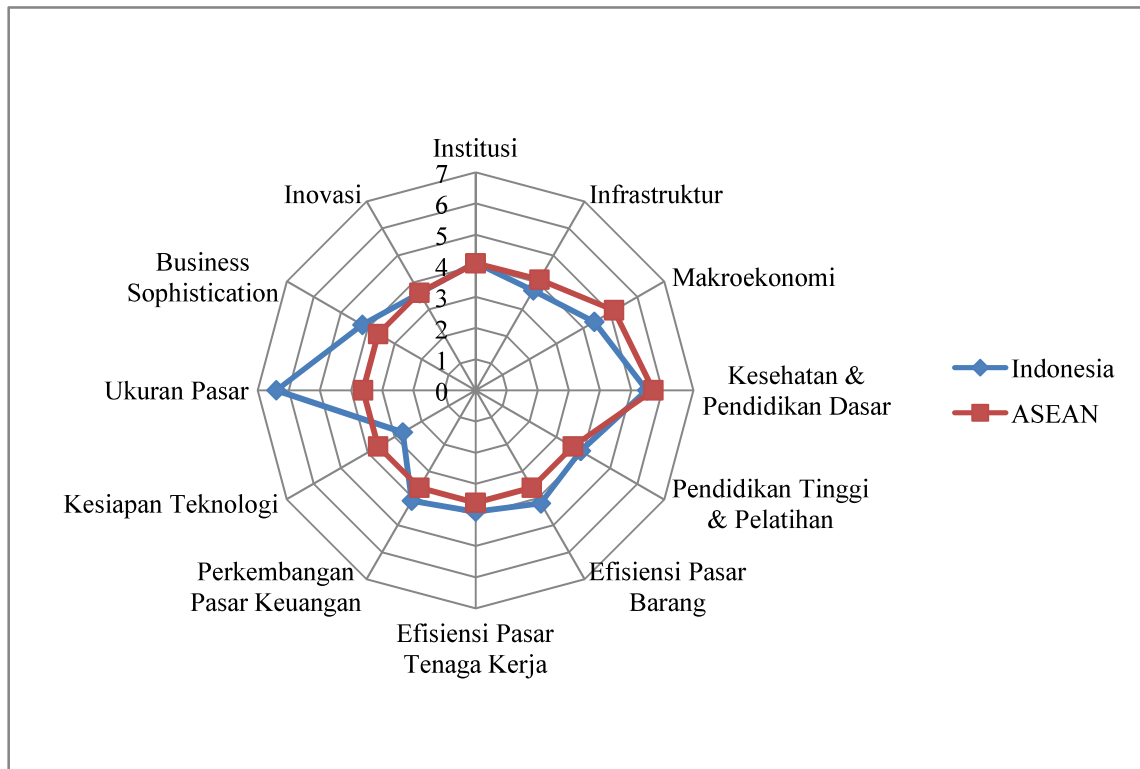 Institusi
7
6
5
4
3
2
1
0
Infrastruktur
Makroekonomi
Kesehatan &
Pendidikan Dasar
Pendidikan Tinggi
& Pelatihan
Efisiensi Pasar
Barang
Efisiensi Pasar
Tenaga Kerja
Perkembangan
Pasar Keuangan
Kesiapan Teknologi
Ukuran Pasar
Business
Sophistication
Inovasi
Indonesia
ASEAN